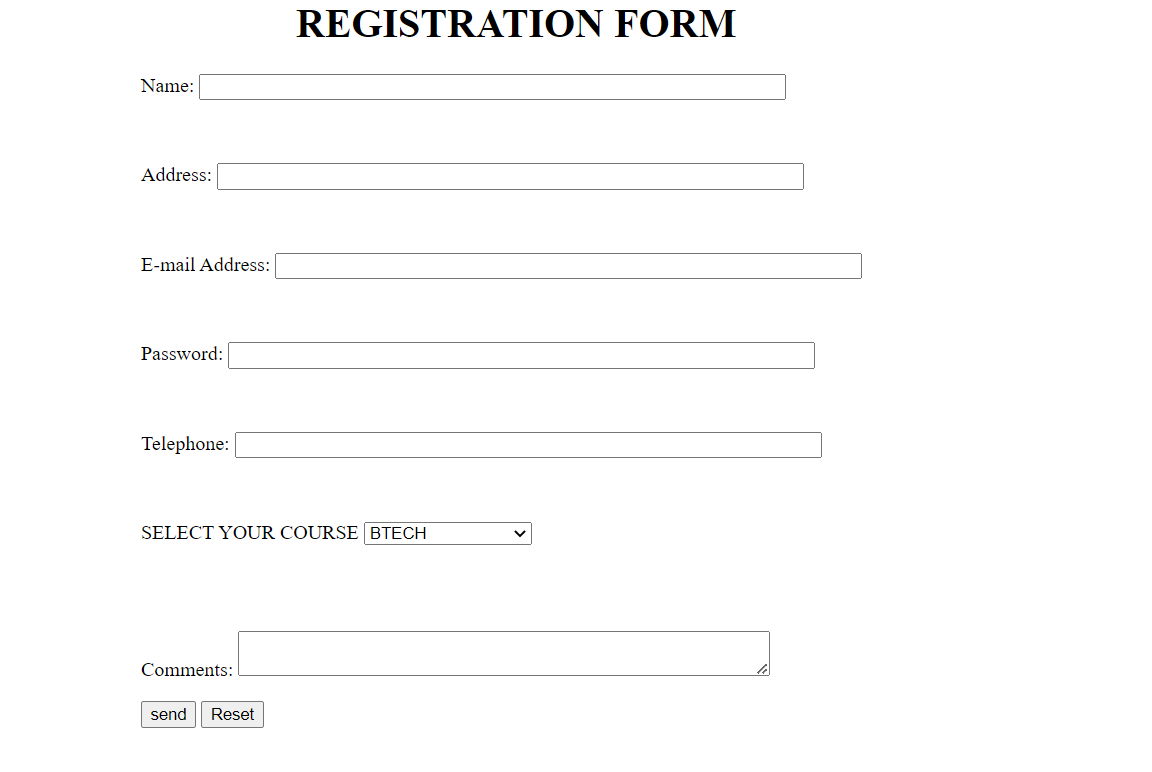 REGISTRATION FORM
Name:
Address:
E-mail Address:
Password:
Telephone:
SELECT YOUR COURSE BTECH
Comments:
send Reset